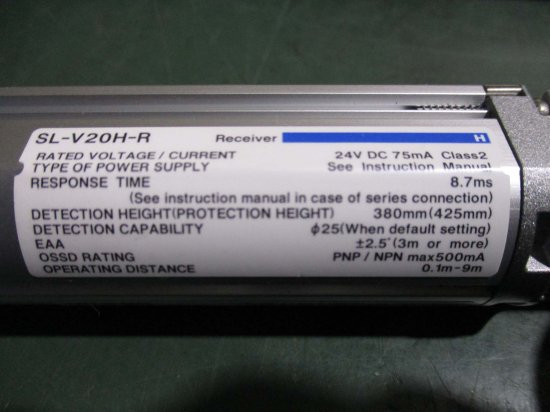 SL-V20H-R Receiver H
RATED VOLTAGE / CURRENT 24V DC 75mA Class2
TYPE OF POWER SUPPLY See Instruction Manual
RESPONSE TIME 8.7ms
(See instruction manual in case of series connection)
DETECTION HEIGHT(PROTECTION HEIGHT) 380mm(425mm)
DETECTION CAPABILITY ϕ25(When default setting)
EAA ±2.5°(3m or more)
OSSD RATING PNP / NPN max500mA
OPERATING DISTANCE 0.1m-9m